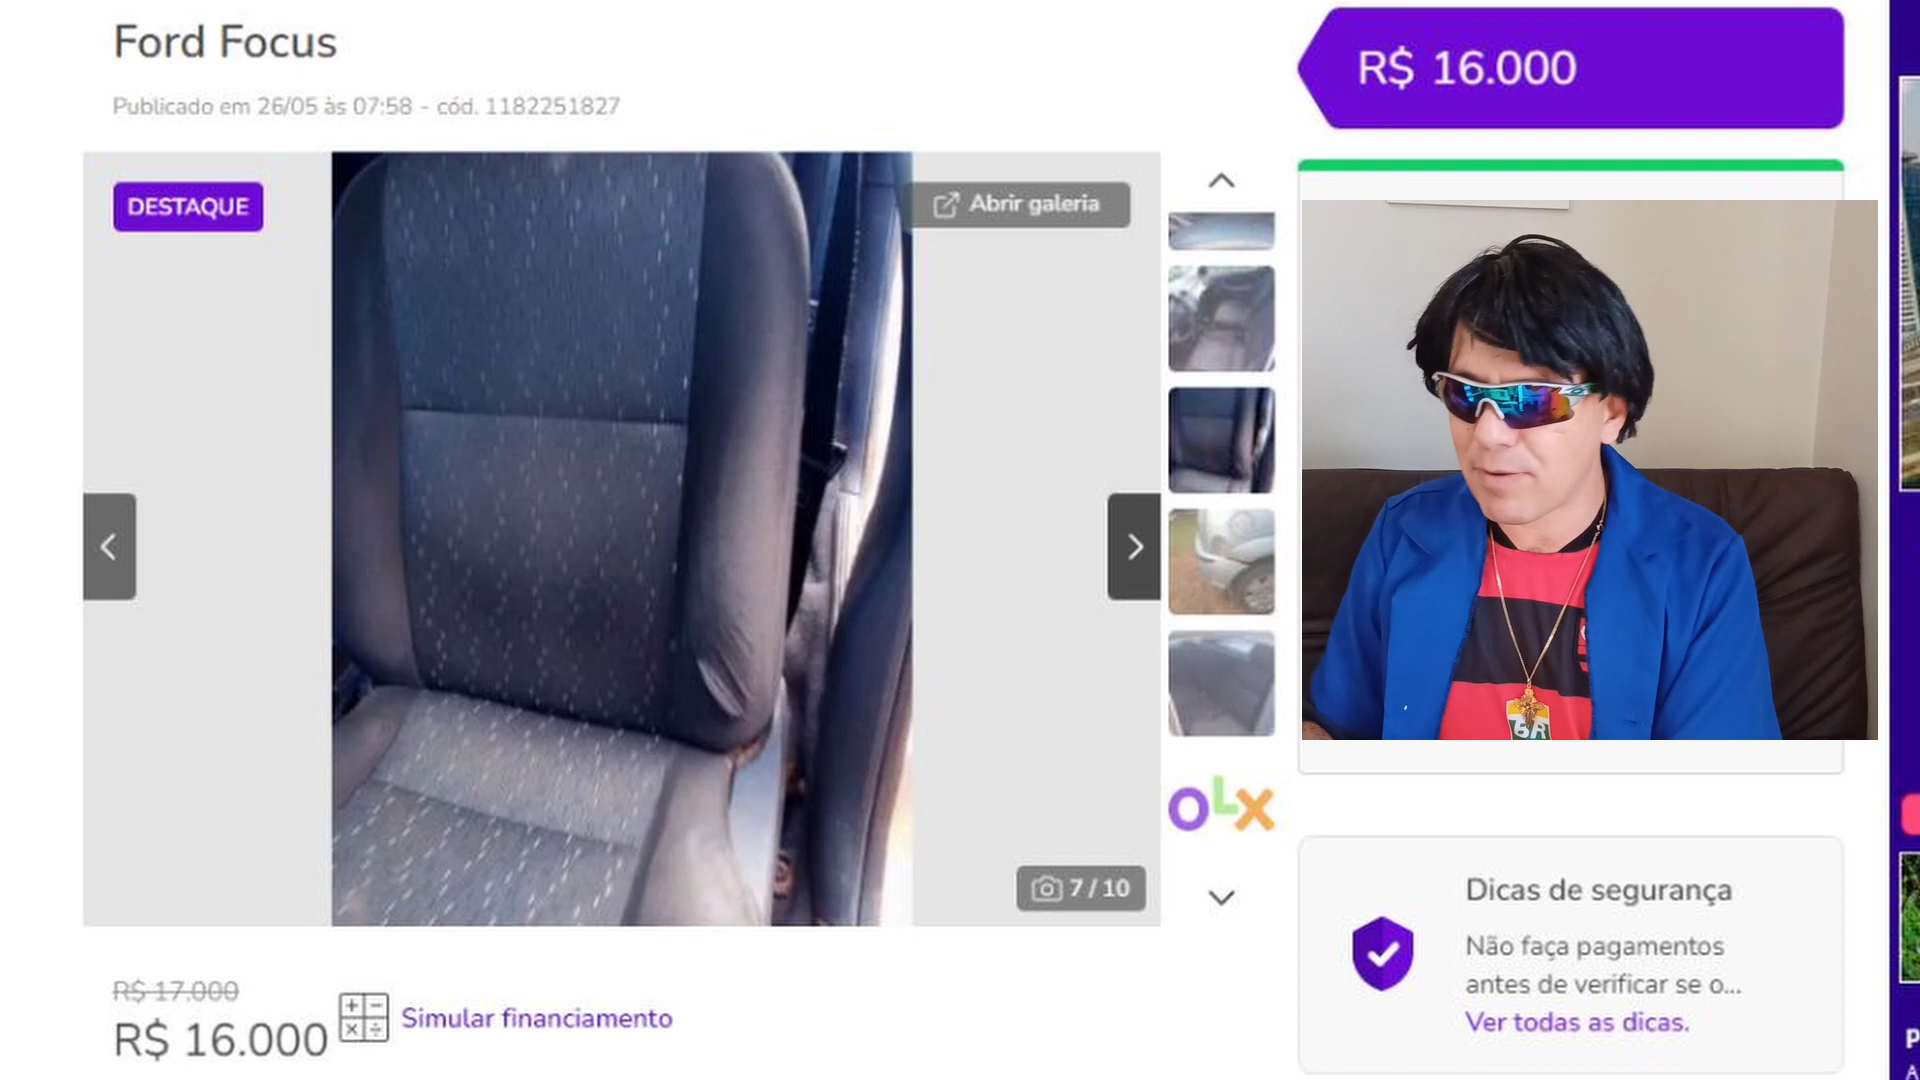 Ford Focus
Publicado em 26/05 às 07:58 - cód. 1182251827
R$ 16.000
DESTAQUE
Abrir galeria
7 / 10
OLX
BR
R$ 17.000
R$ 16.000
Simular financiamento
Dicas de segurança
Não faça pagamentos
antes de verificar se o...
Ver todas as dicas.